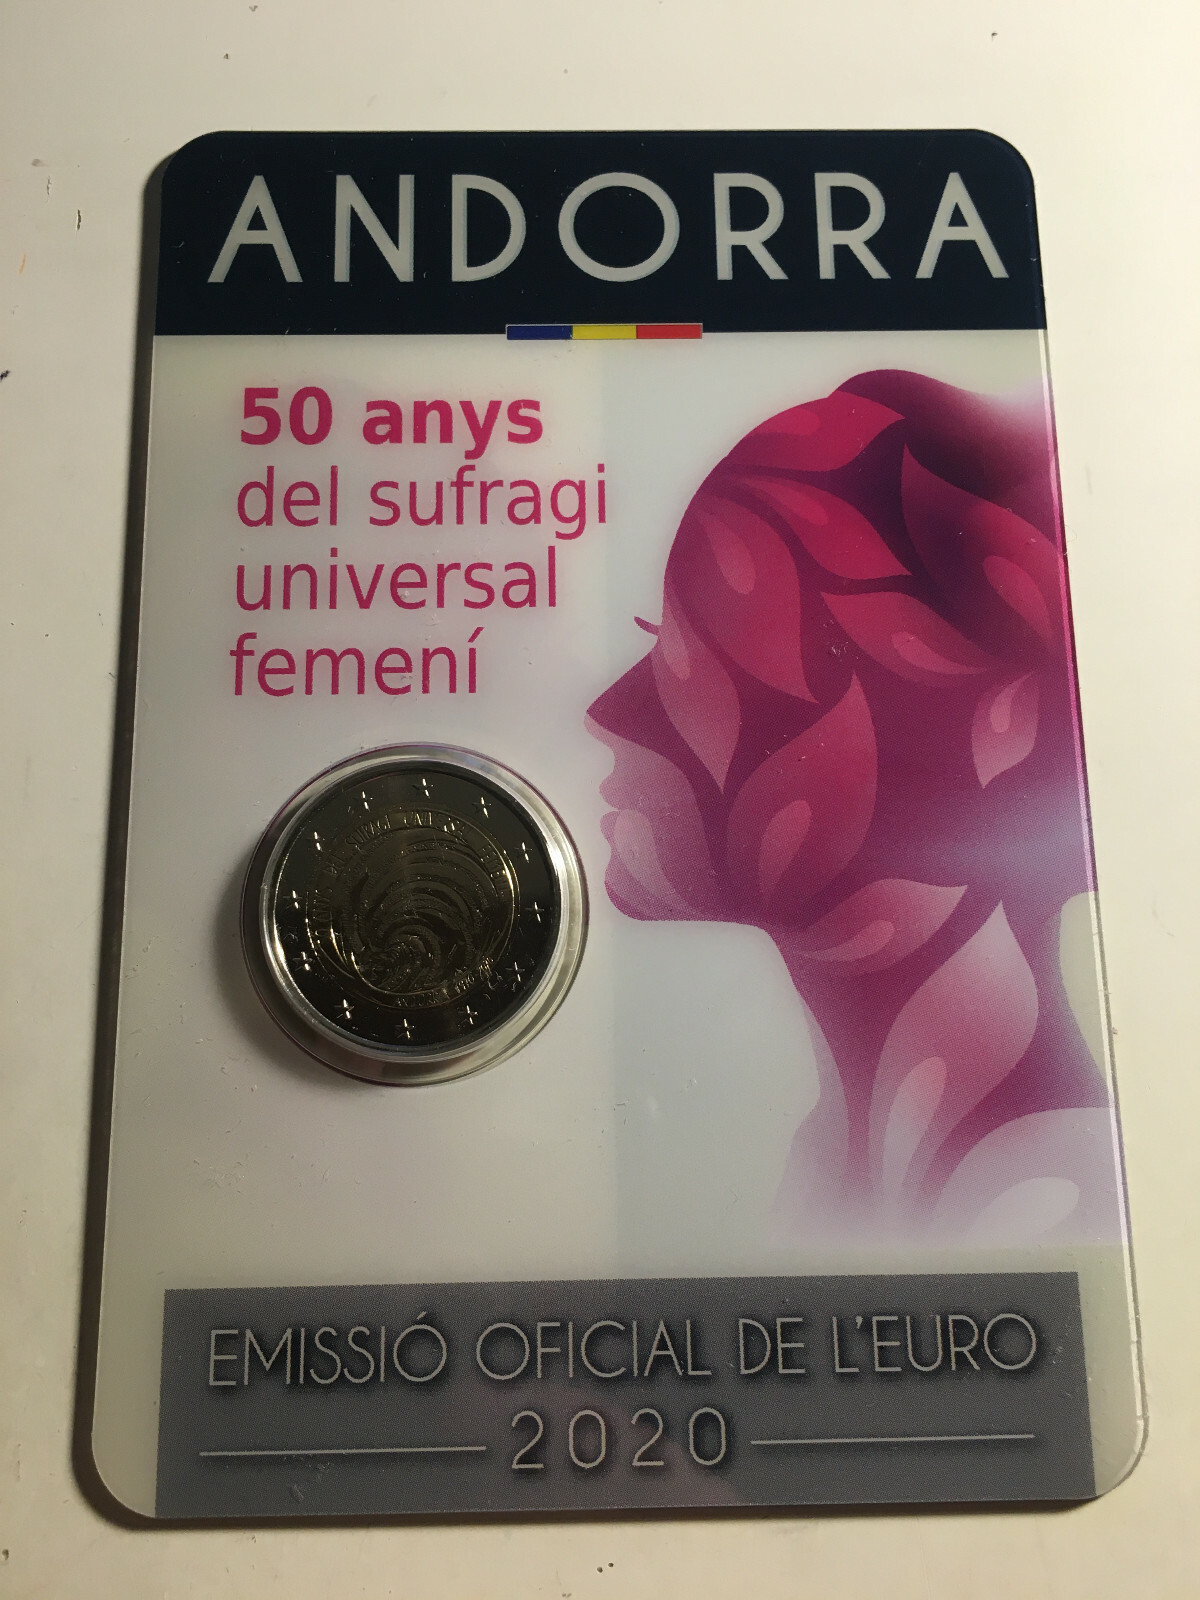 ANDORRA
50 anys
del sufragi
universal
femení
EMISSIÓ OFICIAL DE L'EURO
2020